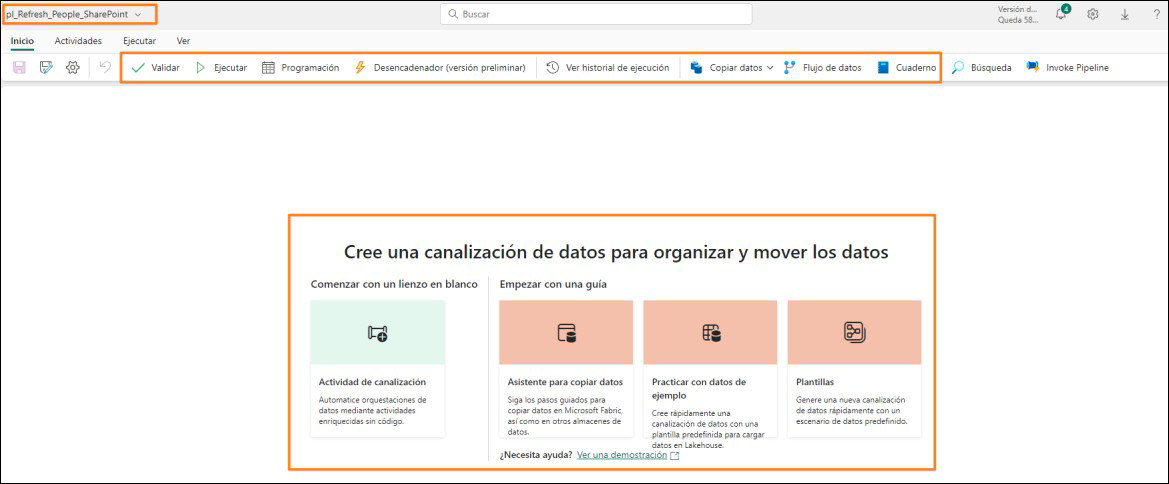 pl_Refresh_People_SharePoint
Buscar
Versión d...
Queda 58...
4
?
Inicio Actividades Ejecutar Ver
Validar Ejecutar Programación Desencadenador (versión preliminar) Ver historial de ejecución Copiar datos Flujo de datos Cuaderno Búsqueda Invoke Pipeline
Cree una canalización de datos para organizar y mover los datos
Comenzar con un lienzo en blanco
Actividad de canalización
Automatice orquestaciones de
datos mediante actividades
enriquecidas sin código.
Empezar con una guía
Asistente para copiar datos
Siga los pasos guiados para
copiar datos en Microsoft Fabric,
así como en otros almacenes de
datos.
Practicar con datos de
ejemplo
Cree rápidamente una
canalización de datos con una
plantilla predefinida para cargar
datos en Lakehouse.
Plantillas
Genere una nueva canalización
de datos rápidamente con un
escenario de datos predefinido.
¿Necesita ayuda? Ver una demostración